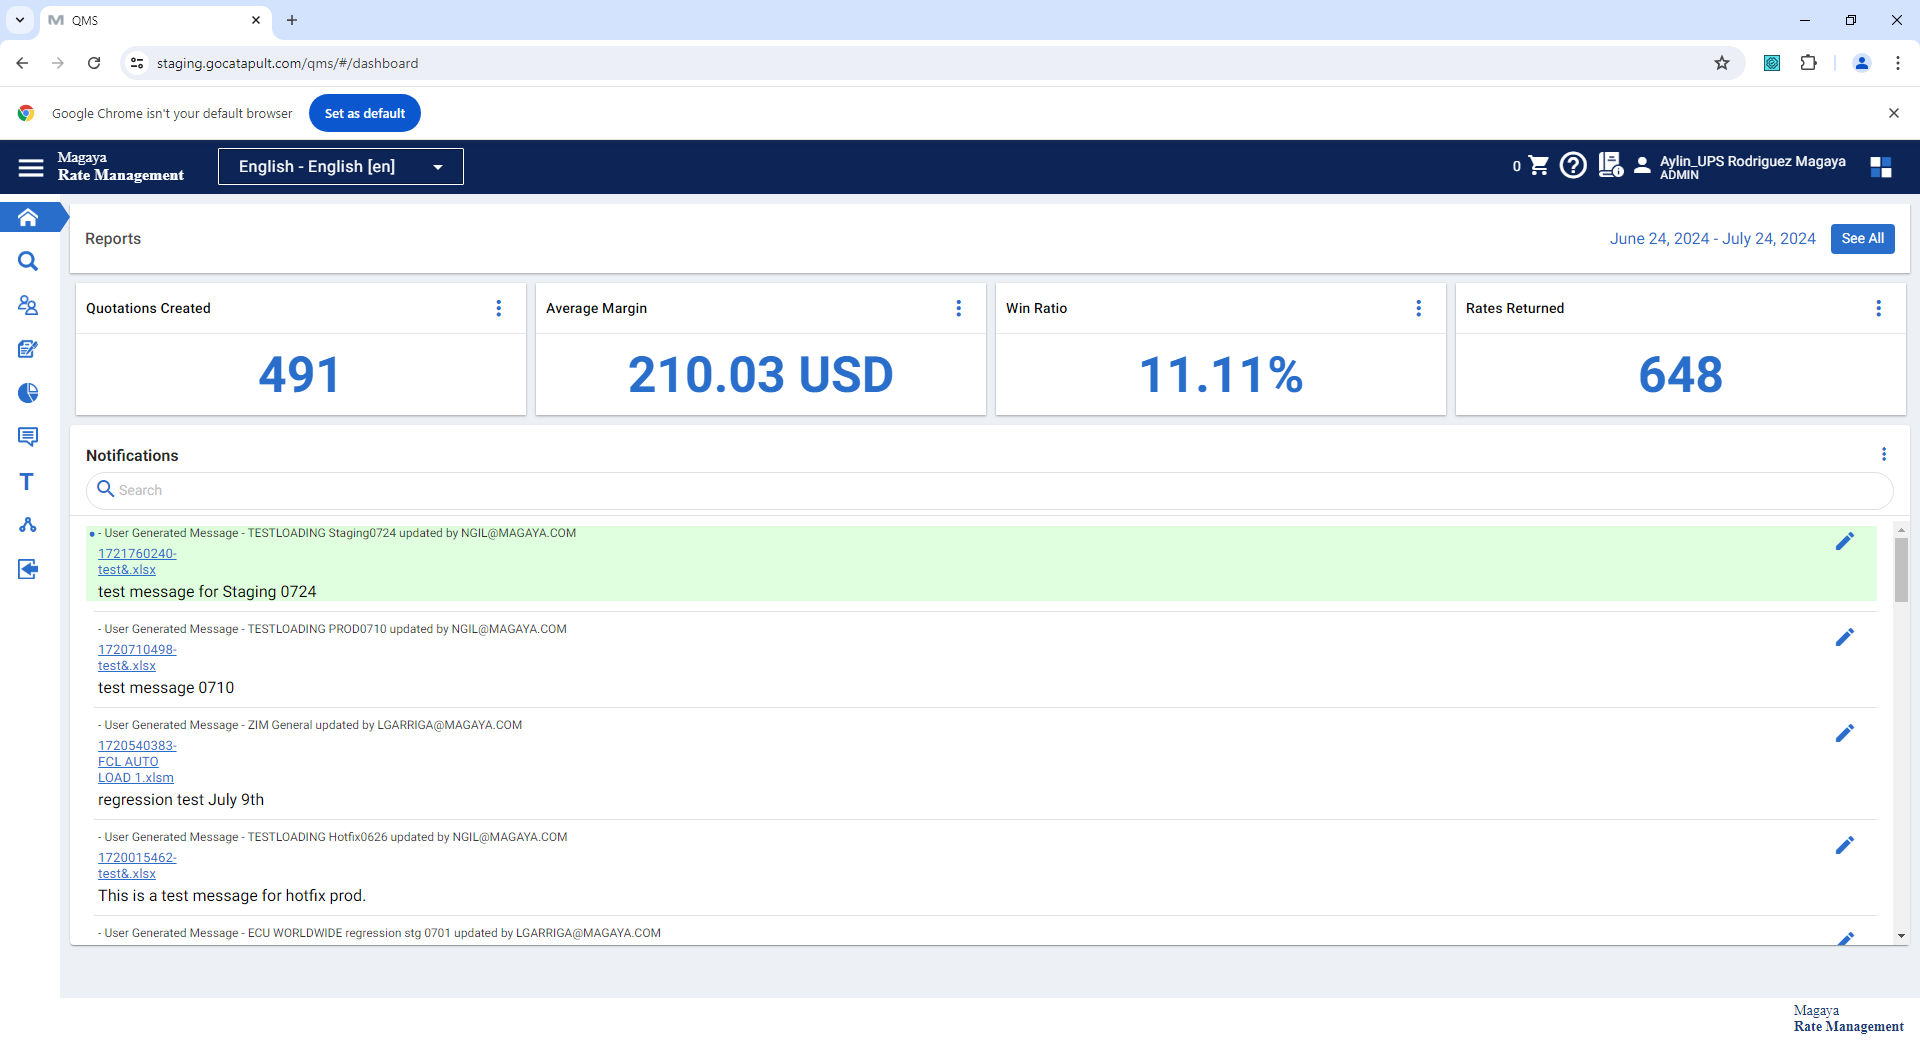 QMS
staging.gocatapult.com/qms/#/dashboard
Google Chrome isn't your default browser
Set as default
Magaya
Rate Management
English - English [en]
0
Aylin_UPS Rodriguez Magaya
ADMIN
Reports
June 24, 2024 - July 24, 2024
See All
Quotations Created
491
Average Margin
210.03 USD
Win Ratio
11.11%
Rates Returned
648
Notifications
Search
- User Generated Message - TESTLOADING Staging0724 updated by NGIL@MAGAYA.COM
1721760240-
test&.xlsx
test message for Staging 0724
- User Generated Message - TESTLOADING PROD0710 updated by NGIL@MAGAYA.COM
1720710498-
test&.xlsx
test message 0710
- User Generated Message - ZIM General updated by LGARRIGA@MAGAYA.COM
1720540383-
FCL AUTO
LOAD 1.xlsm
regression test July 9th
- User Generated Message - TESTLOADING Hotfix0626 updated by NGIL@MAGAYA.COM
1720015462-
test&.xlsx
This is a test message for hotfix prod.
- User Generated Message - ECU WORLDWIDE regression stg 0701 updated by LGARRIGA@MAGAYA.COM
Magaya
Rate Management